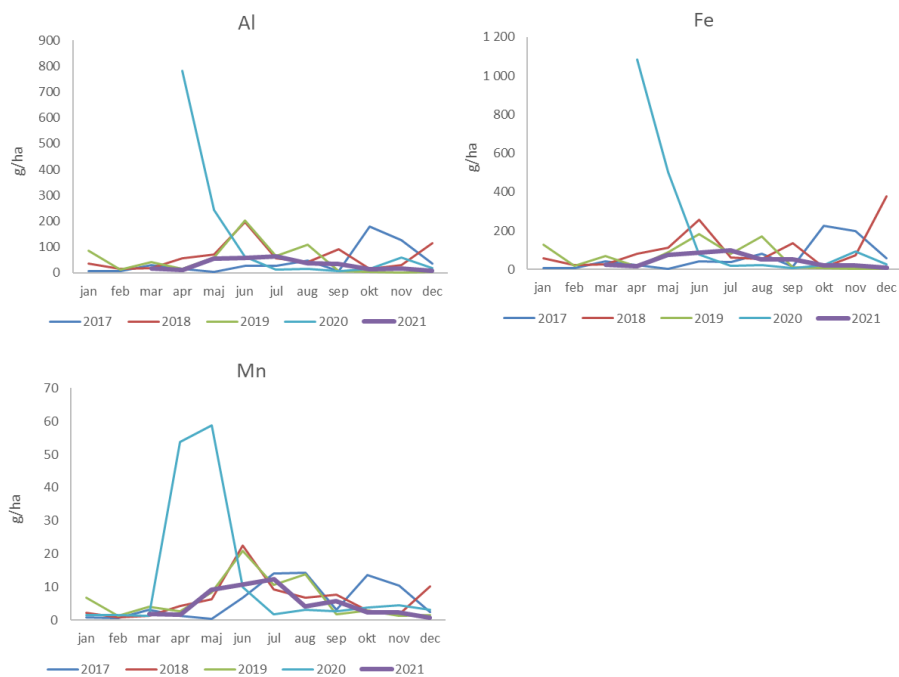 Al
900
800
700
600
500
400
300
200
100
0
g/ha
jan feb mar apr maj jun jul aug sep okt nov dec
2017 2018 2019 2020 2021
Fe
1 200
1 000
800
600
400
200
0
g/ha
jan feb mar apr maj jun jul aug sep okt nov dec
2017 2018 2019 2020 2021
Mn
70
60
50
40
30
20
10
0
g/ha
jan feb mar apr maj jun jul aug sep okt nov dec
2017 2018 2019 2020 2021